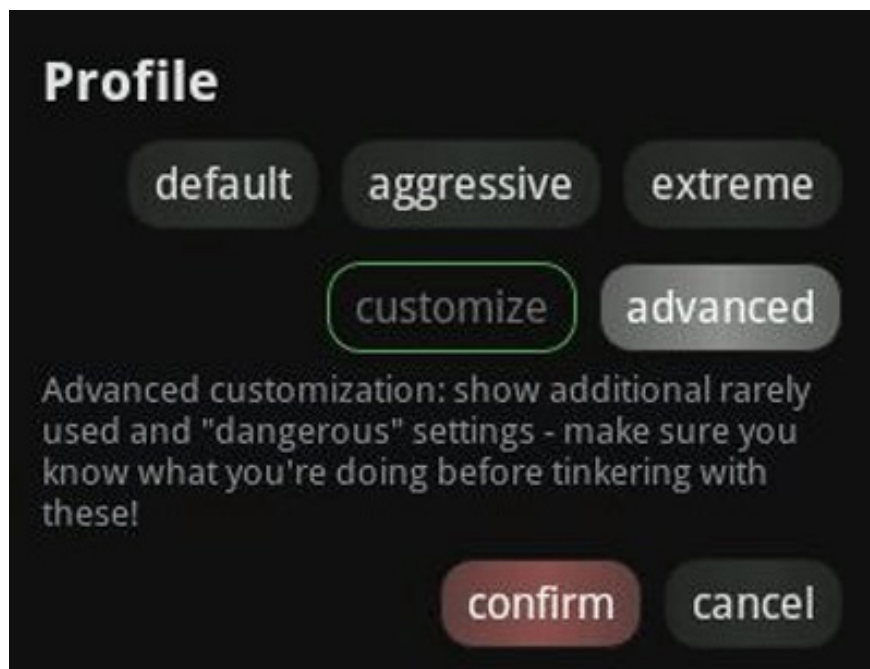 Profile
default aggressive extreme
customize advanced
Advanced customization: show additional rarely
used and "dangerous" settings - make sure you
know what you're doing before tinkering with
these!
confirm cancel